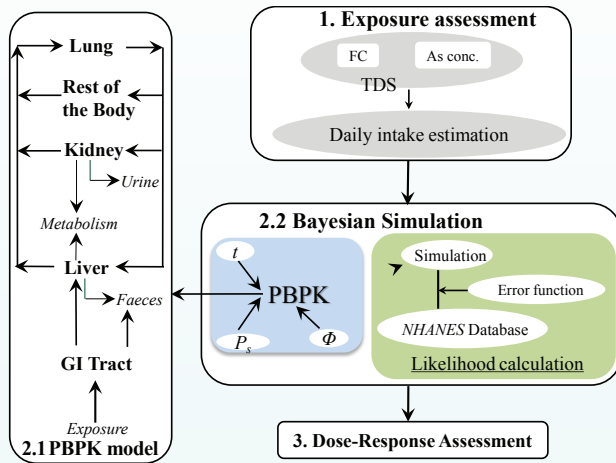 Lung
Rest of
the Body
Kidney
Urine
Metabolism
Liver
Faeces
GI Tract
Exposure
2.1 PBPK model
1. Exposure assessment
FC
As conc.
TDS
Daily intake estimation
2.2 Bayesian Simulation
t
PBPK
Ps
Φ
Simulation
Error function
NHANES Database
Likelihood calculation
3. Dose-Response Assessment